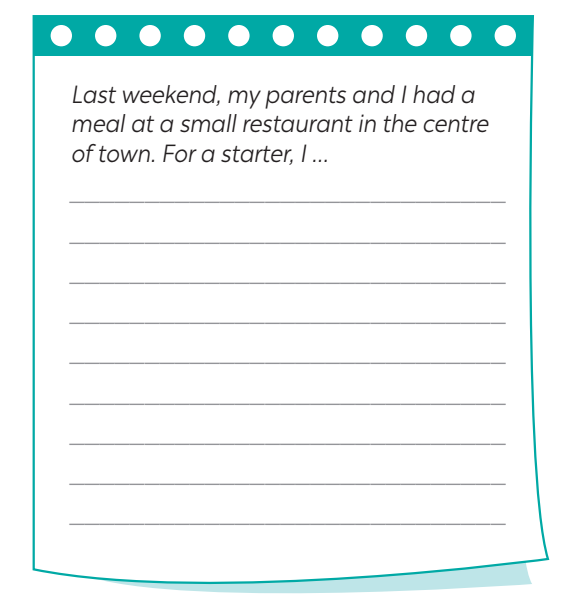 Last weekend, my parents and I had a
meal at a small restaurant in the centre
of town. For a starter, I ...